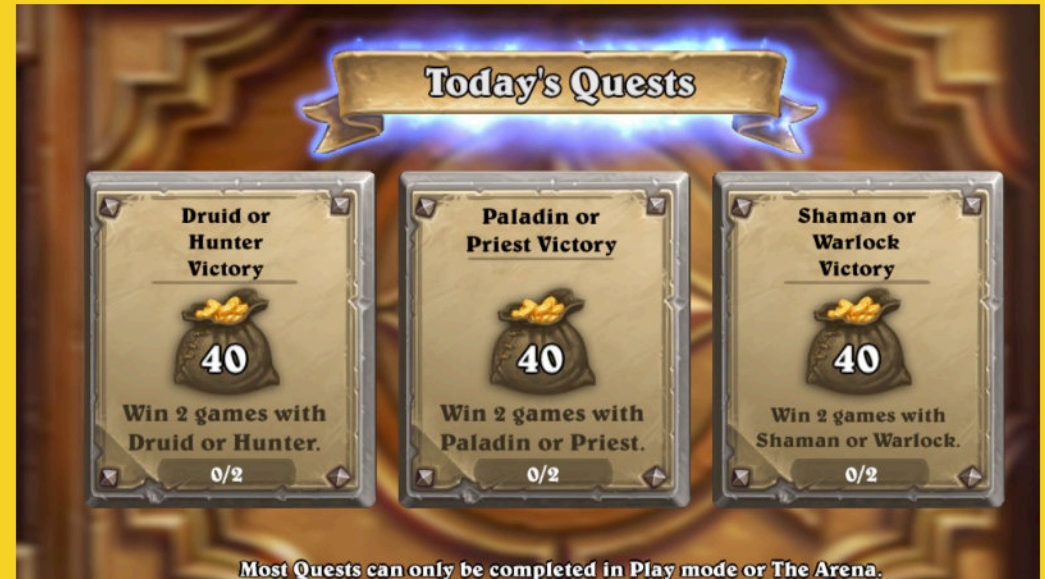 Today's Quests
Druid or
Hunter
Victory
40
Win 2 games with
Druid or Hunter.
0/2
Paladin or
Priest Victory
40
Win 2 games with
Paladin or Priest.
0/2
Shaman or
Warlock
Victory
40
Win 2 games with
Shaman or Warlock.
0/2
Most Quests can only be completed in Play mode or The Arena.